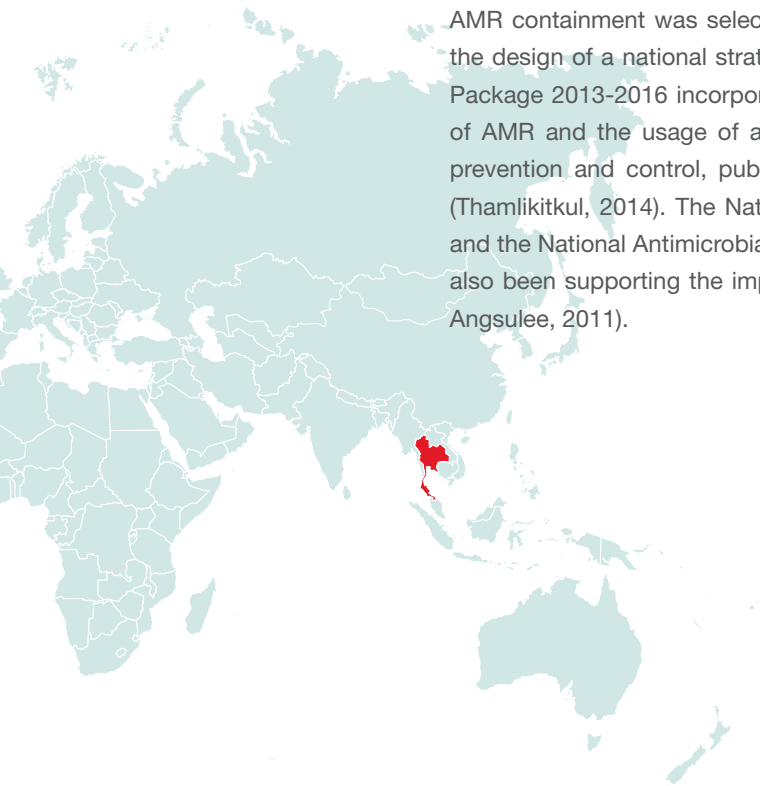 AMR containment was selec
the design of a national strat
Package 2013-2016 incorpor
of AMR and the usage of a
prevention and control, pub
(Thamlikitkul, 2014). The Nat
and the National Antimicrobia
also been supporting the imp
Angsulee, 2011).